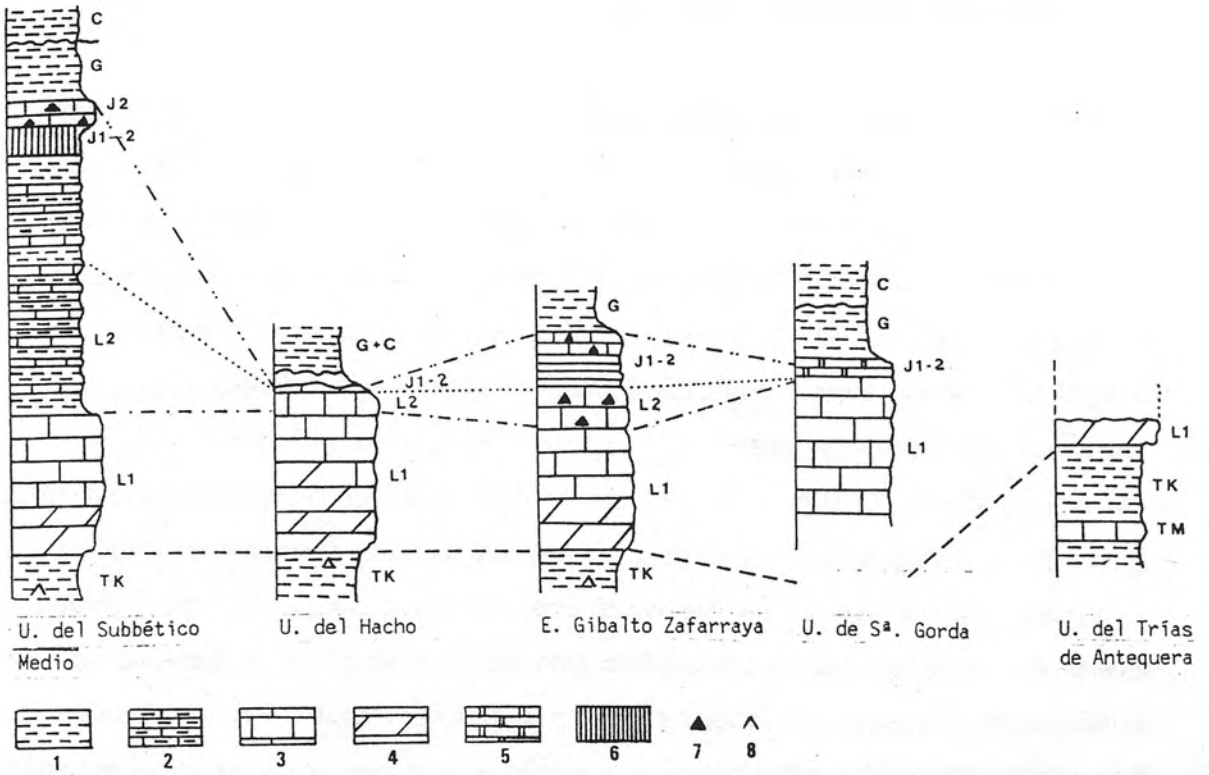 C
G
J2
J1-2
L2
L1
TK
U. del Subbético
Medio
G+C
J1-2
L2
L1
TK
U. del Hacho
G
J1-2
L2
L1
TK
E. Gibalto Zafarraya
C
G
J1-2
L1
U. de Sª. Gorda
L1
TK
TM
U. del Trías
de Antequera
1 2 3 4 5 6 7 8